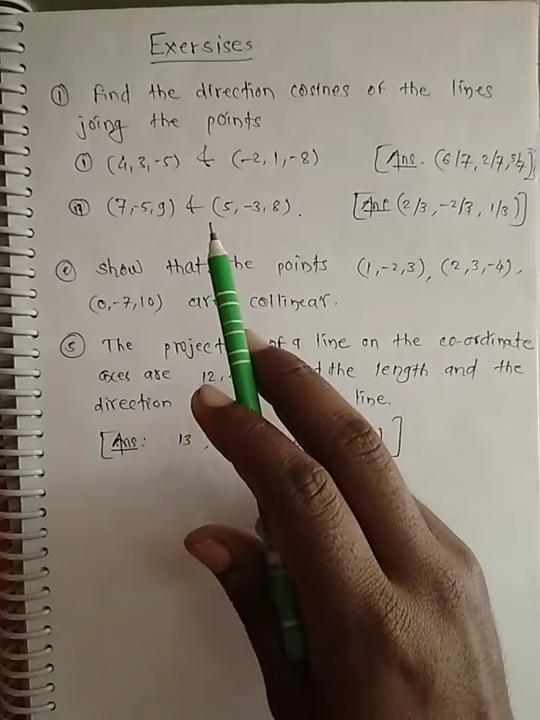 Exersises
① Find the direction cosines of the lines
joing the points
① (4, 3, -5) & (-2, 1, -8) [Ans. (6/7, 2/7, 3/7)]
(7, -5, 9) & (5, -3, 8). [Ans (2/3, -2/3, 1/3)]
② show that the points (1, -2, 3), (2, 3, -4),
(0, -7, 10) are collinear.
③ The of a line on the co-ordinate
axes are 12, the length and the
direction line.
[Ans: 13, ]